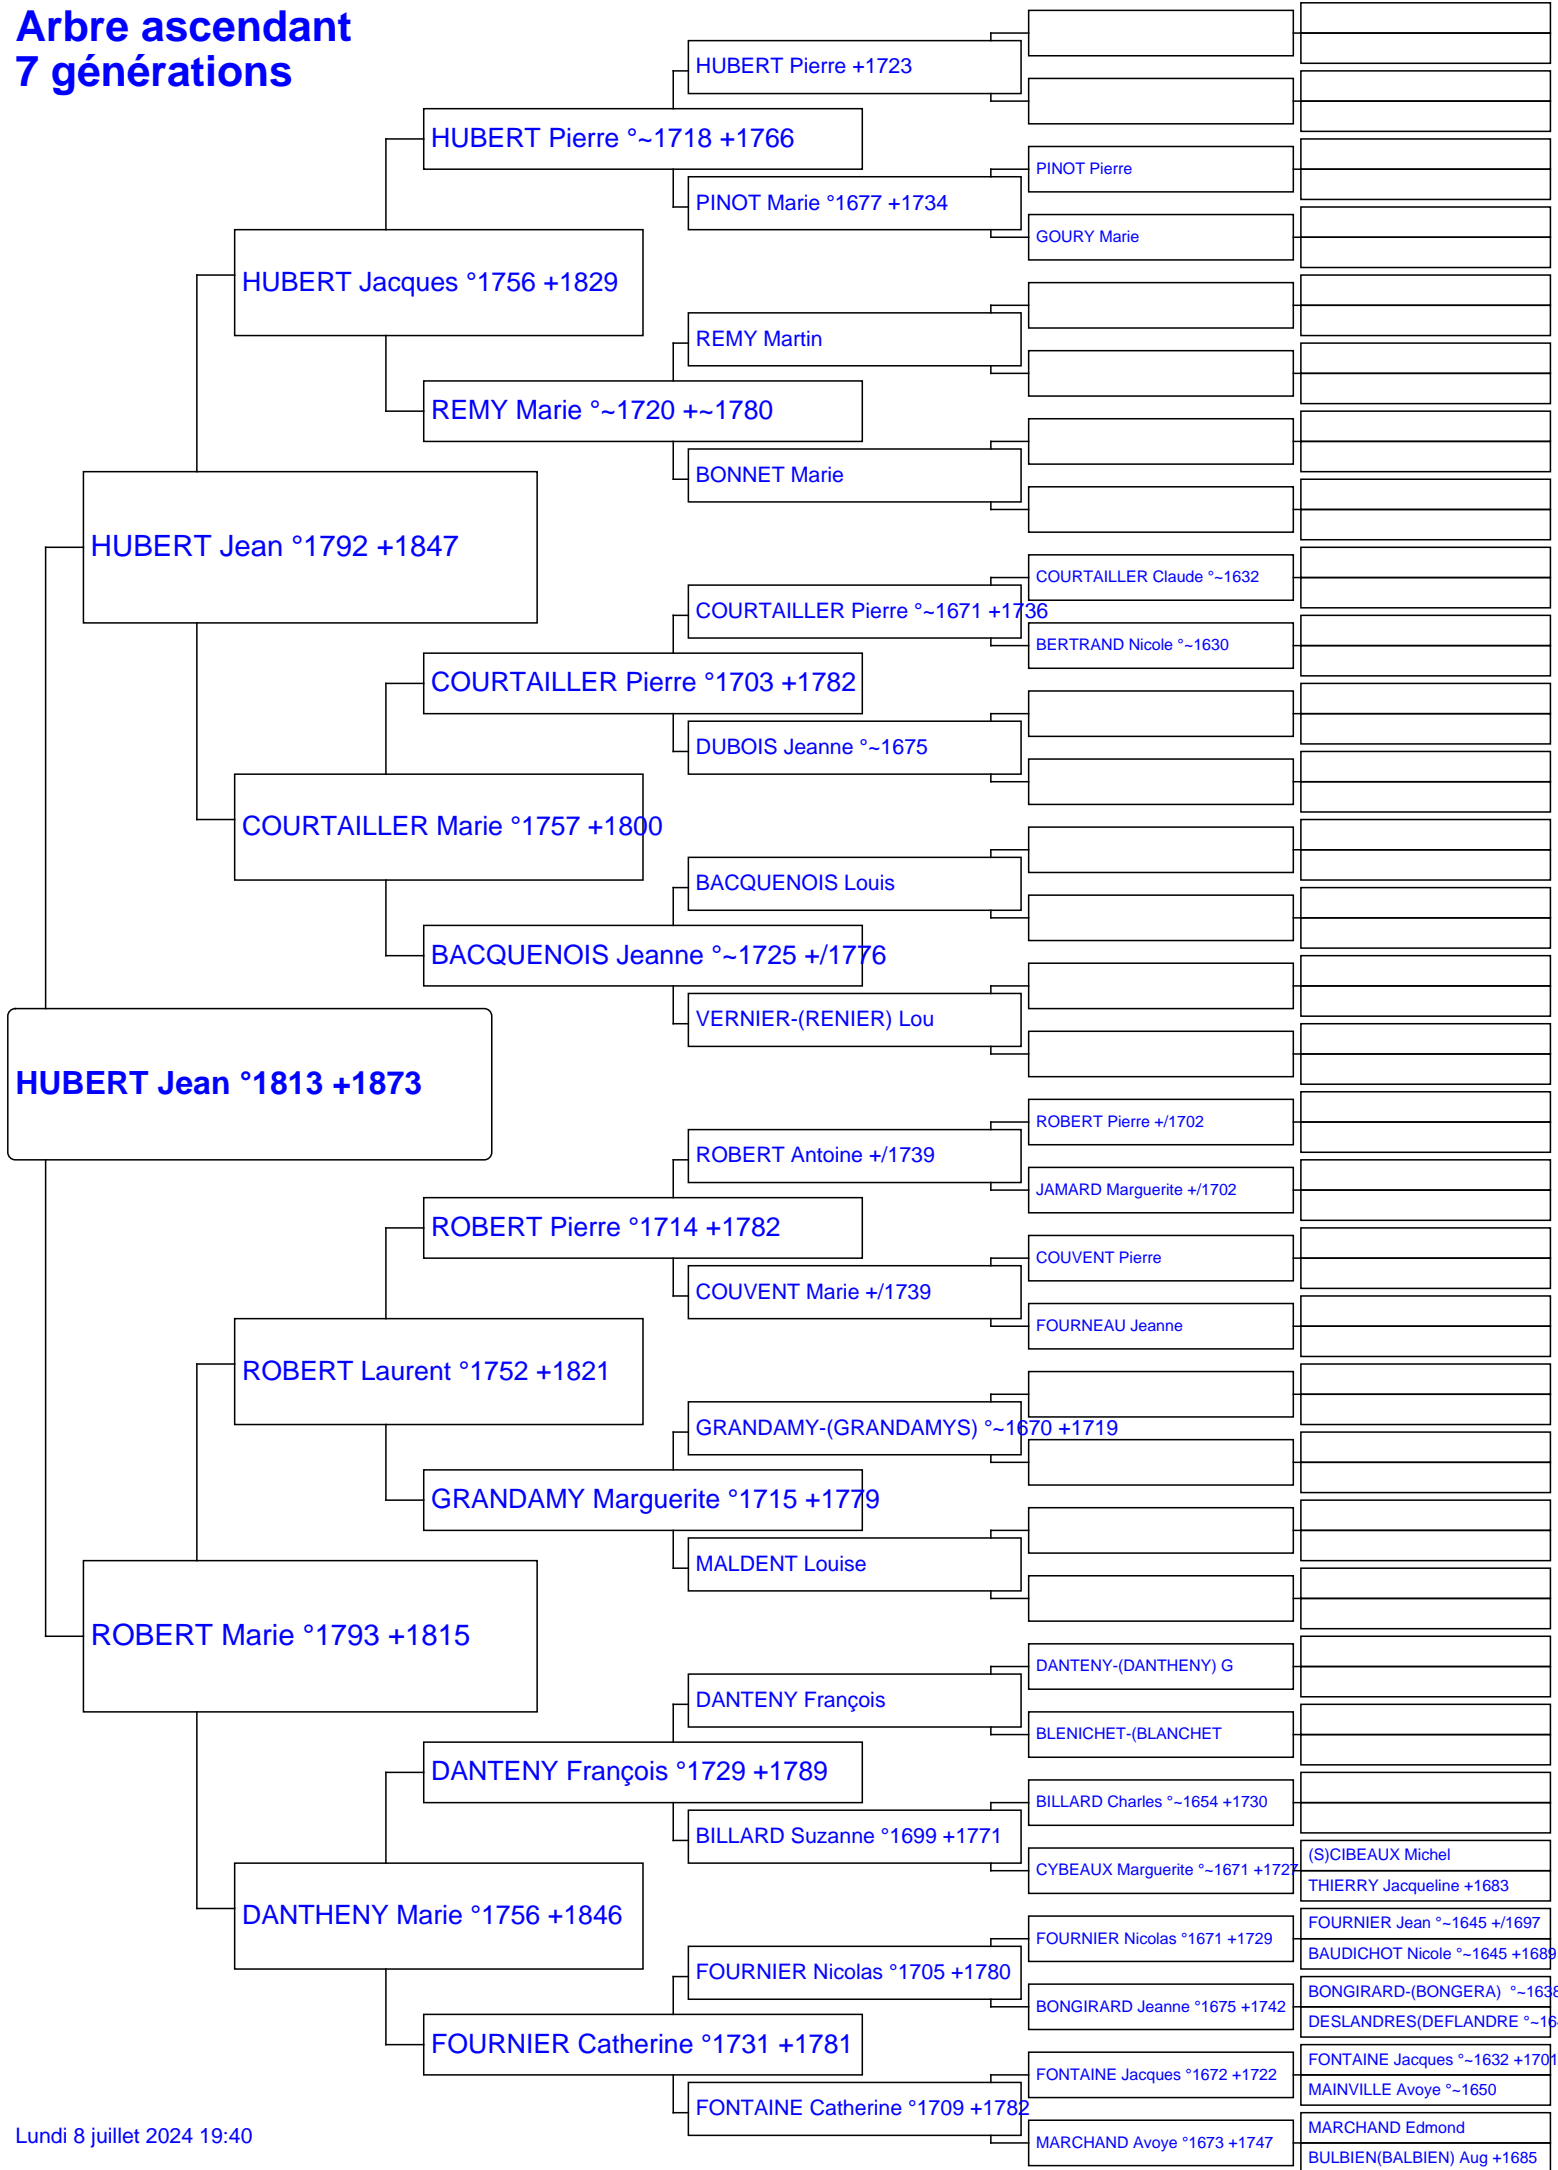 Arbre ascendant
7 générations
HUBERT Jean °1813 +1873
HUBERT Jean °1792 +1847
ROBERT Marie °1793 +1815
HUBERT Jacques °1756 +1829
COURTAILLER Marie °1757 +1800
ROBERT Laurent °1752 +1821
DANTHENY Marie °1756 +1846
HUBERT Pierre °~1718 +1766
REMY Marie °~1720 +~1780
COURTAILLER Pierre °1703 +1782
BACQUENOIS Jeanne °~1725 +/1776
ROBERT Pierre °1714 +1782
GRANDAMY Marguerite °1715 +1779
DANTENY François °1729 +1789
FOURNIER Catherine °1731 +1781
HUBERT Pierre +1723
PINOT Marie °1677 +1734
REMY Martin
BONNET Marie
COURTAILLER Pierre °~1671 +1736
DUBOIS Jeanne °~1675
BACQUENOIS Louis
VERNIER-(RENIER) Lou
ROBERT Antoine +/1739
COUVENT Marie +/1739
GRANDAMY-(GRANDAMYS) °~1670 +1719
MALDENT Louise
DANTENY François
BILLARD Suzanne °1699 +1771
FOURNIER Nicolas °1705 +1780
FONTAINE Catherine °1709 +1782
PINOT Pierre
GOURY Marie
COURTAILLER Claude °~1632
BERTRAND Nicole °~1630
ROBERT Pierre +/1702
JAMARD Marguerite +/1702
COUVENT Pierre
FOURNEAU Jeanne
DANTENY-(DANTHENY) G
BLENICHET-(BLANCHET
BILLARD Charles °~1654 +1730
CYBEAUX Marguerite °~1671 +1727
FOURNIER Nicolas °1671 +1729
BONGIRARD Jeanne °1675 +1742
FONTAINE Jacques °1672 +1722
MARCHAND Avoye °1673 +1747
(S)CIBEAUX Michel
THIERRY Jacqueline +1683
FOURNIER Jean °~1645 +/1697
BAUDICHOT Nicole °~1645 +1689
BONGIRARD-(BONGERA) °~1638
DESLANDRES(DEFLANDRE °~16
FONTAINE Jacques °~1632 +1701
MAINVILLE Avoye °~1650
MARCHAND Edmond
BULBIEN(BALBIEN) Aug +1685
Lundi 8 juillet 2024 19:40